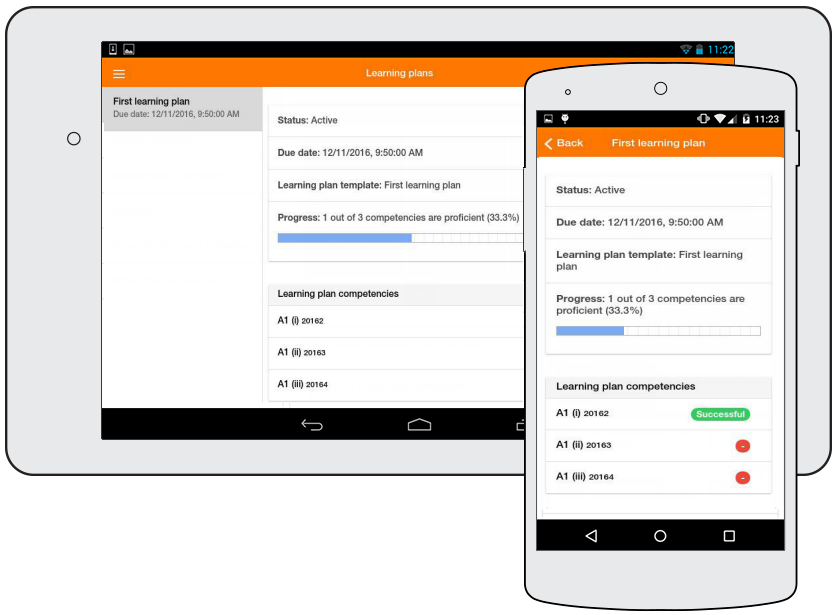 11:22
Learning plans
First learning plan
Due date: 12/11/2016, 9:50:00 AM
Status: Active
Due date: 12/11/2016, 9:50:00 AM
Learning plan template: First learning plan
Progress: 1 out of 3 competencies are proficient (33.3%)
Learning plan competencies
A1 (i) 20162
A1 (ii) 20163
A1 (iii) 20164
11:23
Back First learning plan
Status: Active
Due date: 12/11/2016, 9:50:00 AM
Learning plan template: First learning
plan
Progress: 1 out of 3 competencies are
proficient (33.3%)
Learning plan competencies
A1 (i) 20162 Successful
A1 (ii) 20163 -
A1 (iii) 20164 -